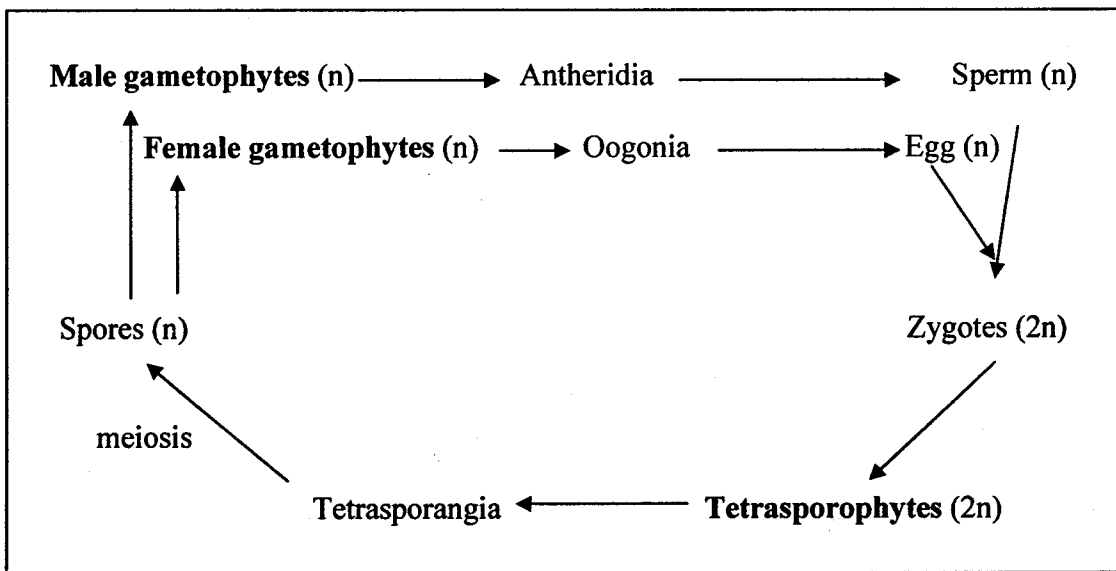 Male gametophytes (n) Antheridia Sperm (n)
Female gametophytes (n) Oogonia Egg (n)
Spores (n) Zygotes (2n)
meiosis
Tetrasporangia Tetrasporophytes (2n)